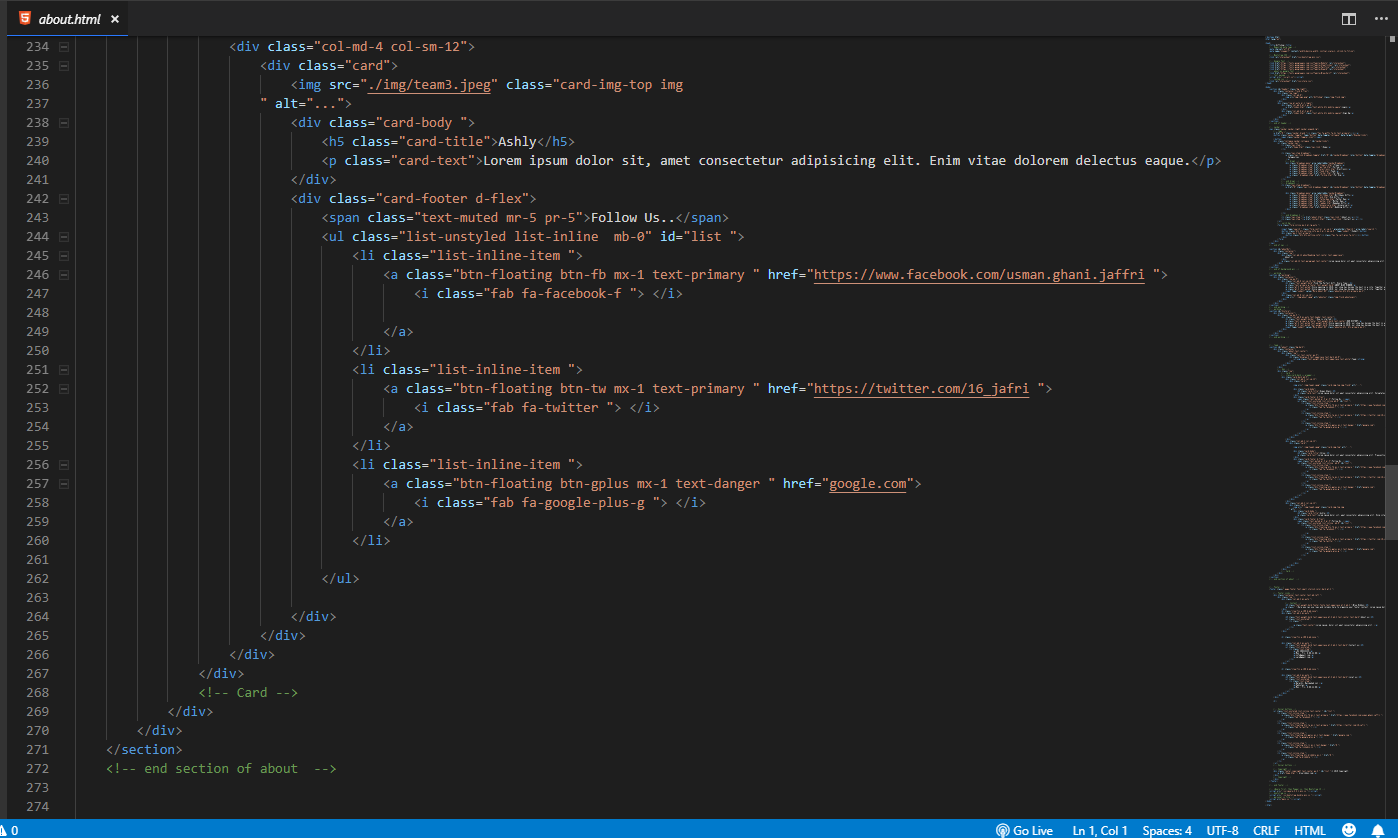 about.html ×
234 <div class="col-md-4 col-sm-12">
235 <div class="card">
236 <img src="./img/team3.jpeg" class="card-img-top img
237 " alt="...">
238 <div class="card-body ">
239 <h5 class="card-title">Ashly</h5>
240 <p class="card-text">Lorem ipsum dolor sit, amet consectetur adipisicing elit. Enim vitae dolorem delectus eaque.</p>
241 </div>
242 <div class="card-footer d-flex">
243 <span class="text-muted mr-5 pr-5">Follow Us..</span>
244 <ul class="list-unstyled list-inline  mb-0" id="list ">
245 <li class="list-inline-item ">
246 <a class="btn-floating btn-fb mx-1 text-primary " href="https://www.facebook.com/usman.ghani.jaffri ">
247 <i class="fab fa-facebook-f "> </i>
248
249 </a>
250 </li>
251 <li class="list-inline-item ">
252 <a class="btn-floating btn-tw mx-1 text-primary " href="https://twitter.com/16_jafri ">
253 <i class="fab fa-twitter "> </i>
254 </a>
255 </li>
256 <li class="list-inline-item ">
257 <a class="btn-floating btn-gplus mx-1 text-danger " href="google.com">
258 <i class="fab fa-google-plus-g "> </i>
259 </a>
260 </li>
261
262 </ul>
263
264 </div>
265 </div>
266 </div>
267 </div>
268 <!-- Card -->
269 </div>
270 </div>
271 </section>
272 <!-- end section of about  -->
273
274
0 Go Live Ln 1, Col 1 Spaces: 4 UTF-8 CRLF HTML